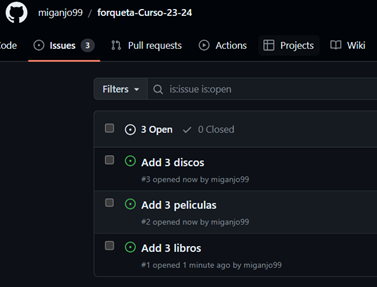 miganjo99 / forqueta-Curso-23-24
Code Issues 3 Pull requests Actions Projects Wiki
Filters is:issue is:open
3 Open 0 Closed
Add 3 discos
#3 opened now by miganjo99
Add 3 peliculas
#2 opened now by miganjo99
Add 3 libros
#1 opened 1 minute ago by miganjo99